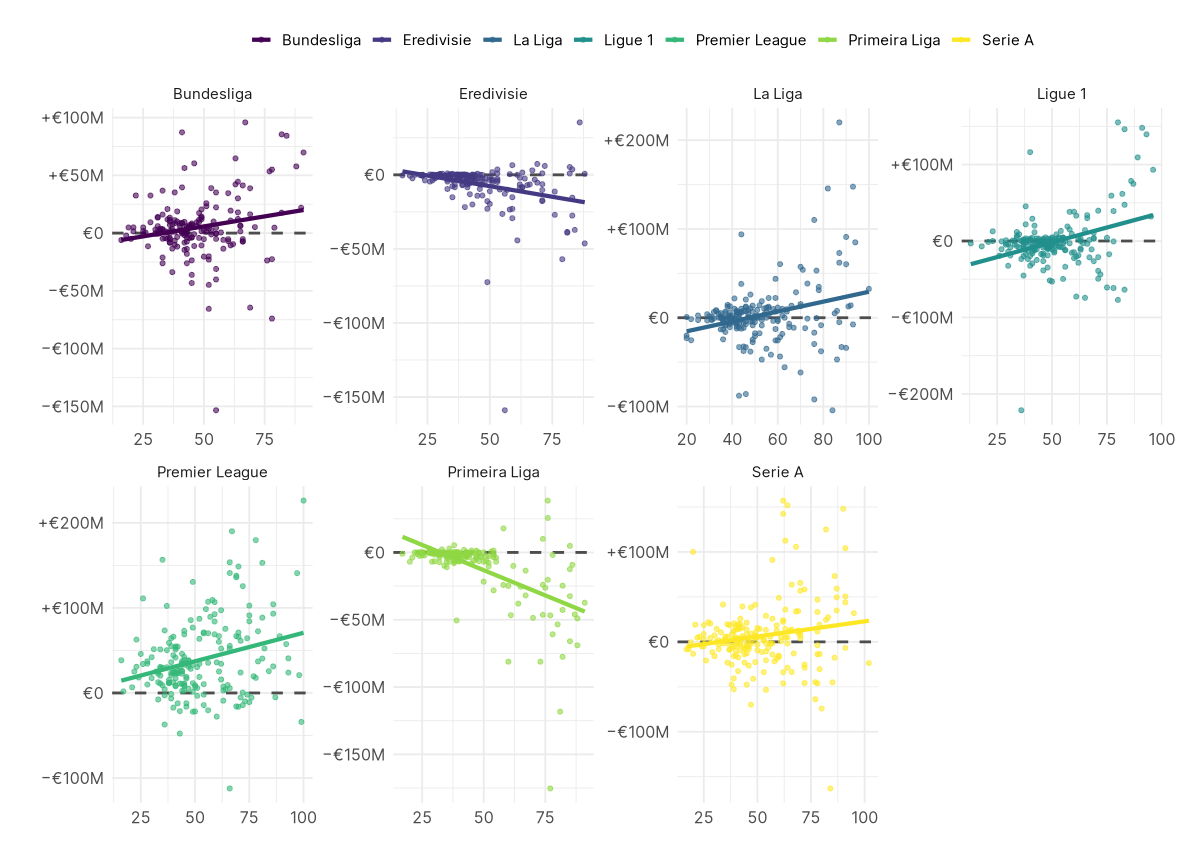 Bundesliga Eredivisie La Liga Ligue 1 Premier League Primeira Liga Serie A
Bundesliga
+€100M
+€50M
€0
−€50M
−€100M
−€150M
25 50 75
Eredivisie
€0
−€50M
−€100M
−€150M
25 50 75
La Liga
+€200M
+€100M
€0
−€100M
20 40 60 80 100
Ligue 1
+€100M
€0
−€100M
−€200M
25 50 75 100
Premier League
+€200M
+€100M
€0
−€100M
25 50 75 100
Primeira Liga
€0
−€50M
−€100M
−€150M
25 50 75
Serie A
+€100M
€0
−€100M
25 50 75 100